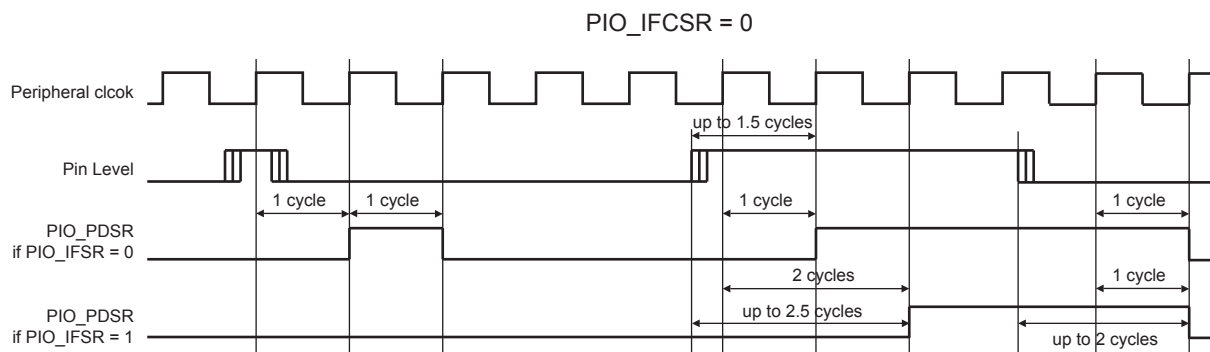 PIO_IFCSR = 0
Peripheral clcok
up to 1.5 cycles
Pin Level
1 cycle 1 cycle 1 cycle 1 cycle
PIO_PDSR
if PIO_IFSR = 0
2 cycles 1 cycle
PIO_PDSR
if PIO_IFSR = 1
up to 2.5 cycles
up to 2 cycles